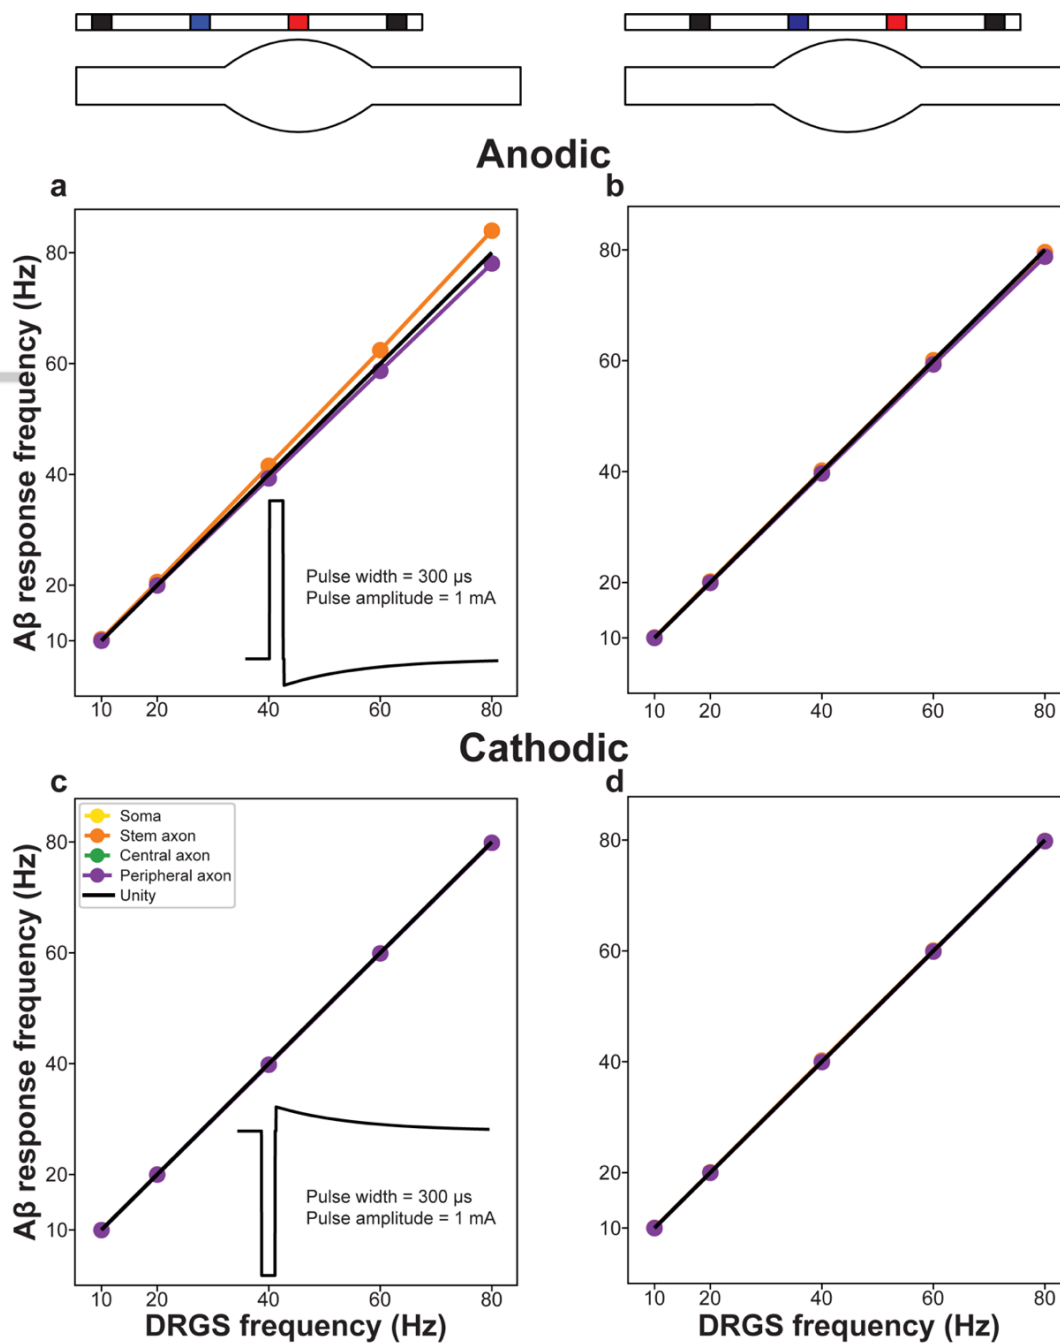 Anodic
a
b
Aβ response frequency (Hz)
80
60
40
20
10
Pulse width = 300 µs
Pulse amplitude = 1 mA
10 20 40 60 80
80
60
40
20
10
10 20 40 60 80
Cathodic
c
d
Aβ response frequency (Hz)
Soma
Stem axon
Central axon
Peripheral axon
Unity
80
60
40
20
10
Pulse width = 300 µs
Pulse amplitude = 1 mA
10 20 40 60 80
DRGS frequency (Hz)
80
60
40
20
10
10 20 40 60 80
DRGS frequency (Hz)